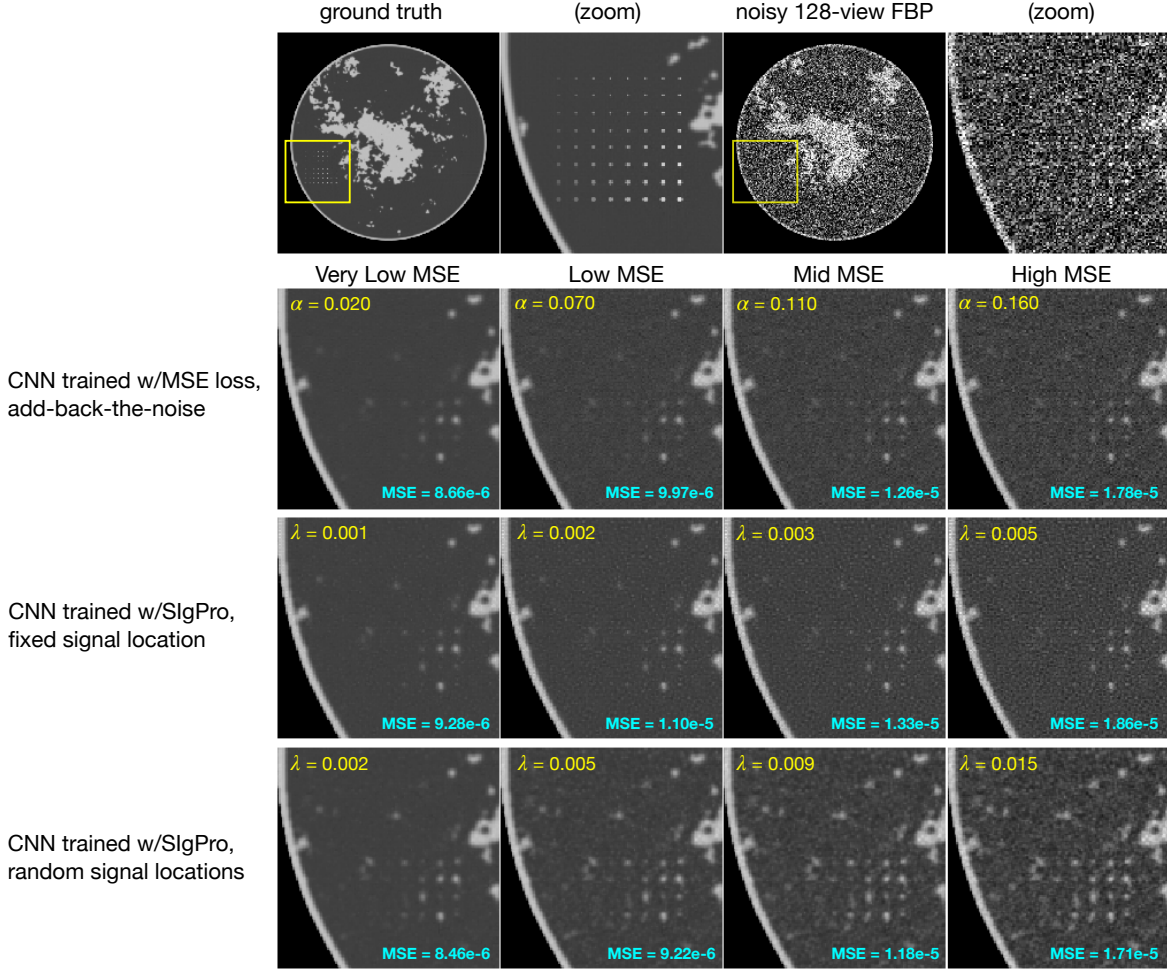 ground truth (zoom) noisy 128-view FBP (zoom)
Very Low MSE Low MSE Mid MSE High MSE
α = 0.020 α = 0.070 α = 0.110 α = 0.160
CNN trained w/MSE loss,
add-back-the-noise
MSE = 8.66e-6 MSE = 9.97e-6 MSE = 1.26e-5 MSE = 1.78e-5
λ = 0.001 λ = 0.002 λ = 0.003 λ = 0.005
CNN trained w/SIgPro,
fixed signal location
MSE = 9.28e-6 MSE = 1.10e-5 MSE = 1.33e-5 MSE = 1.86e-5
λ = 0.002 λ = 0.005 λ = 0.009 λ = 0.015
CNN trained w/SIgPro,
random signal locations
MSE = 8.46e-6 MSE = 9.22e-6 MSE = 1.18e-5 MSE = 1.71e-5